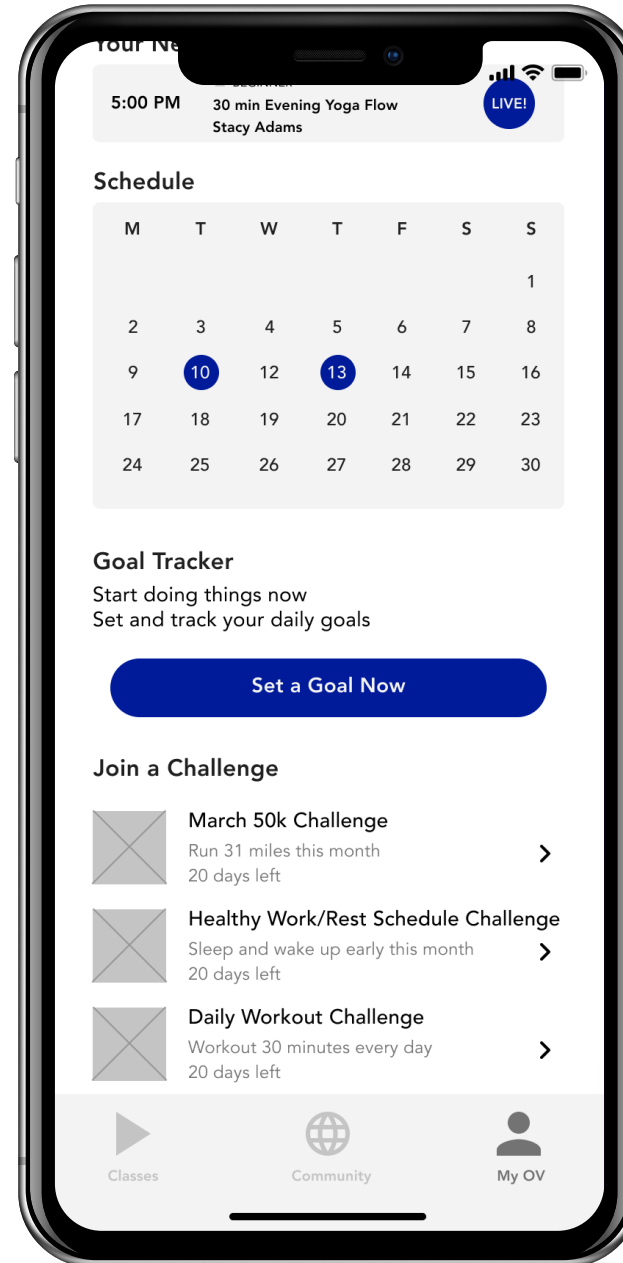 Your
5:00 PM
30 min Evening Yoga Flow
Stacy Adams
LIVE!
Schedule
M T W T F S S
1
2 3 4 5 6 7 8
9 10 12 13 14 15 16
17 18 19 20 21 22 23
24 25 26 27 28 29 30
Goal Tracker
Start doing things now
Set and track your daily goals
Set a Goal Now
Join a Challenge
March 50k Challenge
Run 31 miles this month
20 days left
Healthy Work/Rest Schedule Challenge
Sleep and wake up early this month
20 days left
Daily Workout Challenge
Workout 30 minutes every day
20 days left
Classes Community My OV